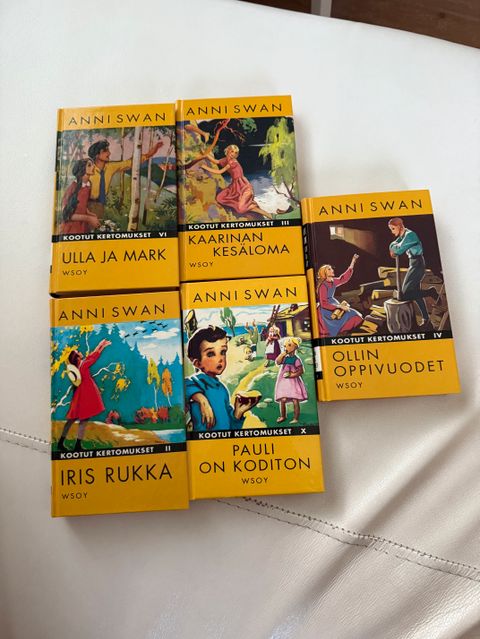 ANNI SWAN
KOOTUT KERTOMUKSET VI
ULLA JA MARK
WSOY
ANNI SWAN
KOOTUT KERTOMUKSET III
KAARINAN
KESÄLOMA
WSOY
ANNI SWAN
KOOTUT KERTOMUKSET IV
OLLIN
OPPIVUODET
WSOY
ANNI SWAN
KOOTUT KERTOMUKSET II
IRIS RUKKA
WSOY
ANNI SWAN
KOOTUT KERTOMUKSET X
PAULI
ON KODITON
WSOY